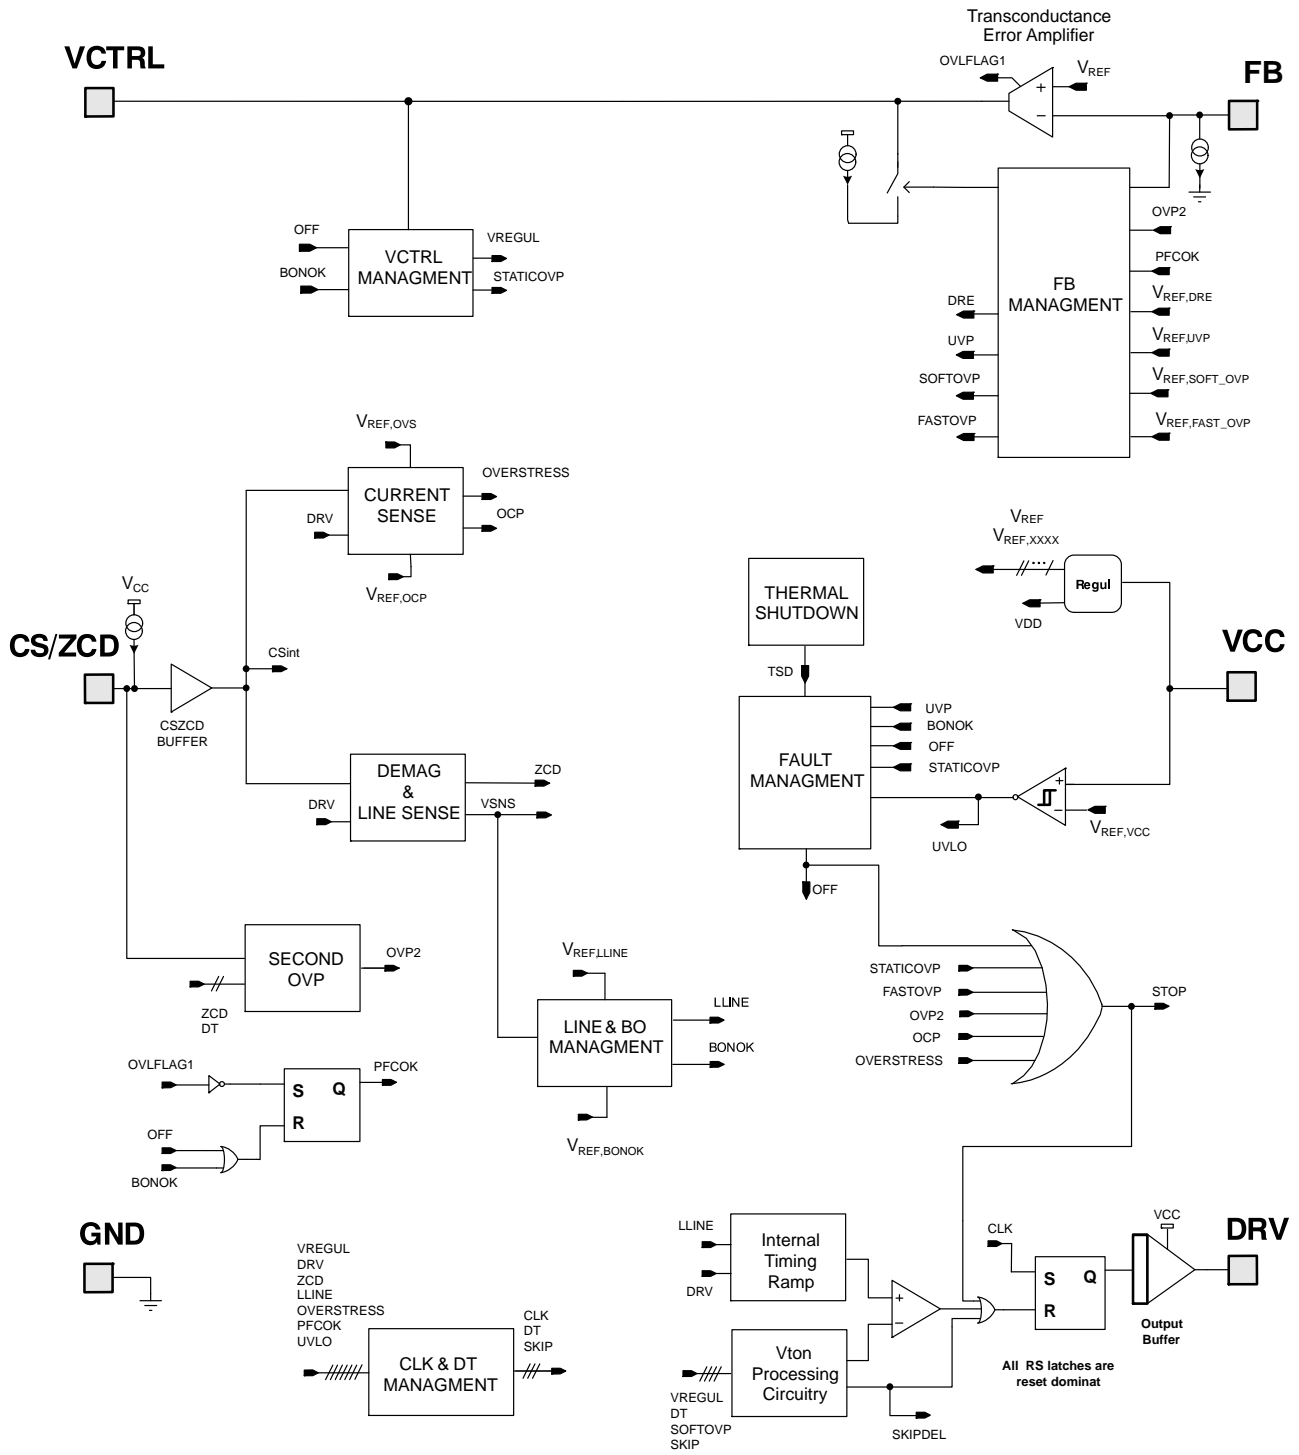 Transconductance
Error Amplifier
VCTRL
OVLFLAG1
VREF
FB
+
−
OFF
BONOK
VCTRL
MANAGMENT
VREGUL
STATICOVP
OVP2
PFCOK
VREF,DRE
VREF,UVP
VREF,SOFT_OVP
VREF,FAST_OVP
FB
MANAGMENT
DRE
UVP
SOFTOVP
FASTOVP
VREF,OVS
CURRENT
SENSE
DRV
OVERSTRESS
OCP
VREF,OCP
VREF
VREF,XXXX
Regul
VDD
THERMAL
SHUTDOWN
TSD
VCC
CS/ZCD
CSint
CSZCD
BUFFER
VCC
UVP
BONOK
OFF
STATICOVP
FAULT
MANAGMENT
DEMAG
&
LINE SENSE
DRV
ZCD
VSNS
+
−
VREF,VCC
UVLO
OFF
SECOND
OVP
OVP2
ZCD
DT
VREF,LLINE
LINE & BO
MANAGMENT
LLINE
BONOK
VREF,BONOK
STATICOVP
FASTOVP
OVP2
OCP
OVERSTRESS
STOP
OVLFLAG1
S
Q
R
PFCOK
OFF
BONOK
GND
VREGUL
DRV
ZCD
LLINE
OVERSTRESS
PFCOK
UVLO
CLK & DT
MANAGMENT
CLK
DT
SKIP
LLINE
DRV
Internal
Timing
Ramp
+
−
Vton
Processing
Circuitry
VREGUL
DT
SOFTOVP
SKIP
SKIPDEL
CLK
S
Q
R
VCC
DRV
Output
Buffer
All RS latches are
reset dominat